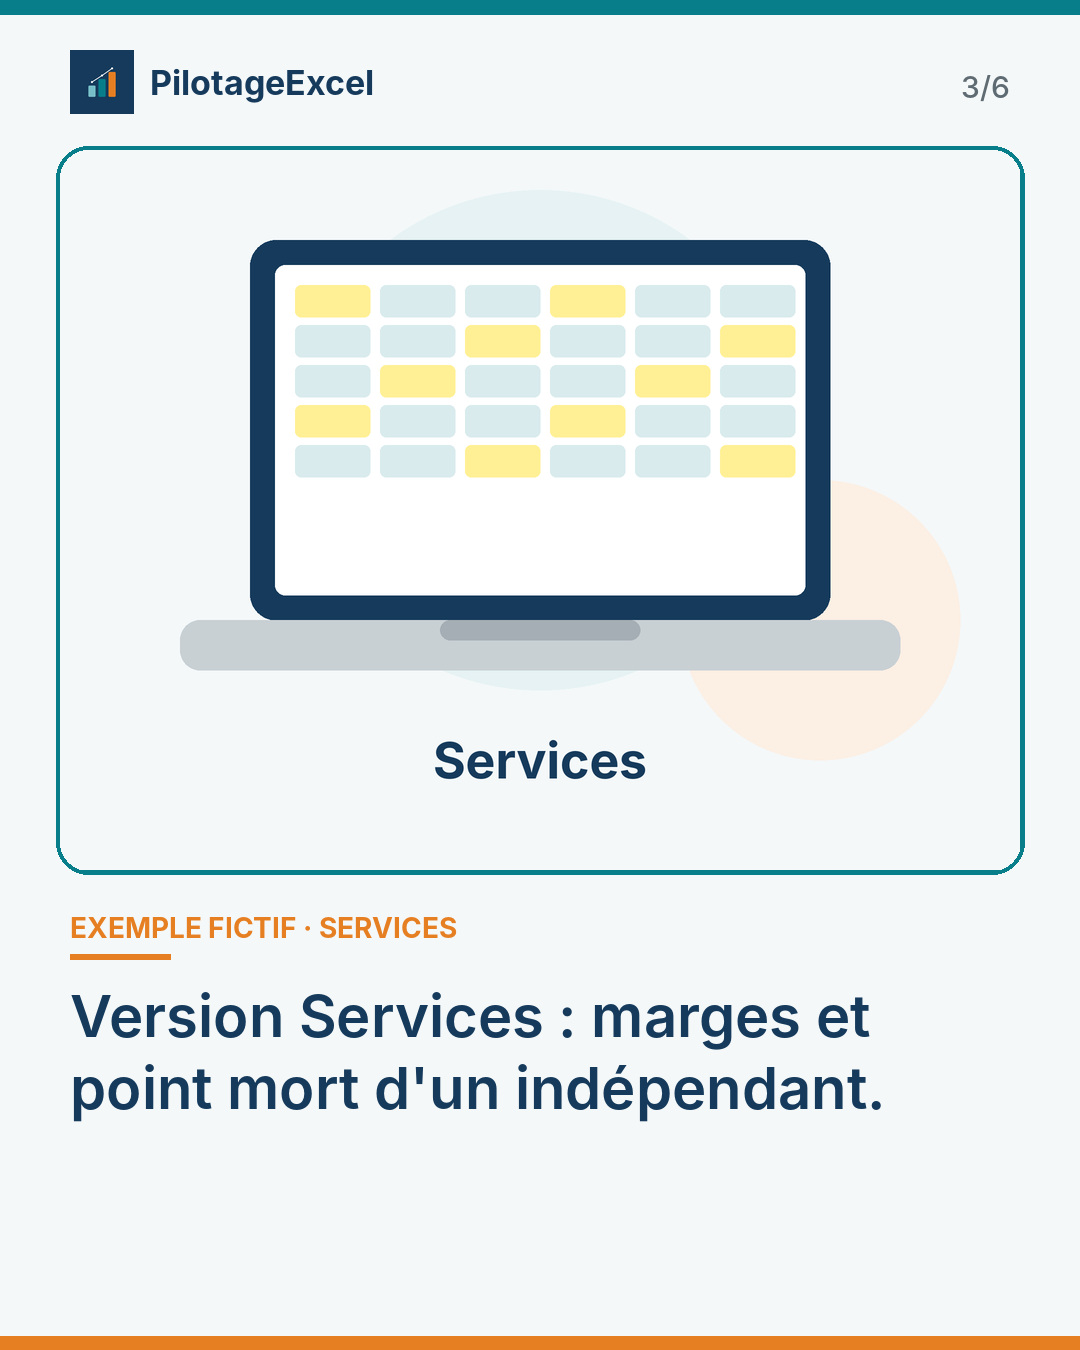 PilotageExcel
3/6
Services
EXEMPLE FICTIF · SERVICES
Version Services : marges et
point mort d'un indépendant.